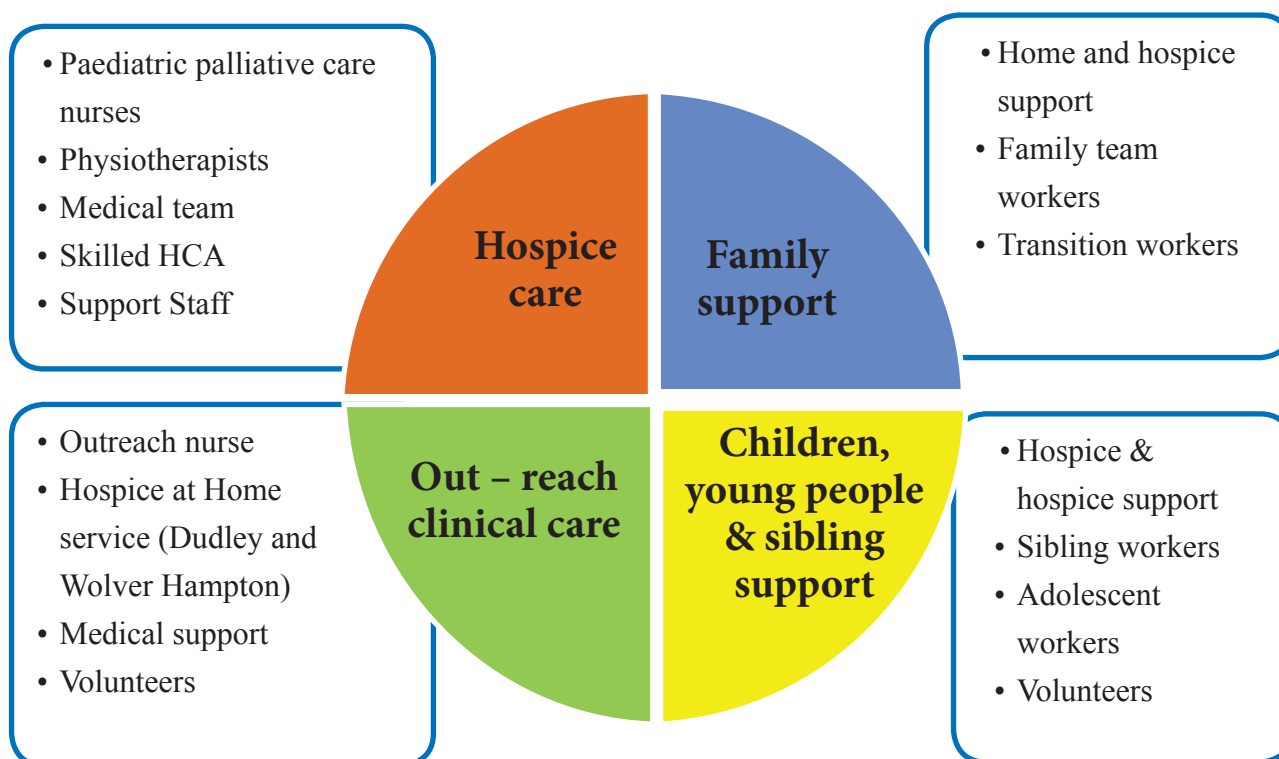 • Paediatric palliative care
nurses
• Physiotherapists
• Medical team
• Skilled HCA
• Support Staff
Hospice
care
Family
support
• Home and hospice
support
• Family team
workers
• Transition workers
• Outreach nurse
• Hospice at Home
service (Dudley and
Wolver Hampton)
• Medical support
• Volunteers
Out – reach
clinical care
Children,
young people
& sibling
support
• Hospice &
hospice support
• Sibling workers
• Adolescent
workers
• Volunteers